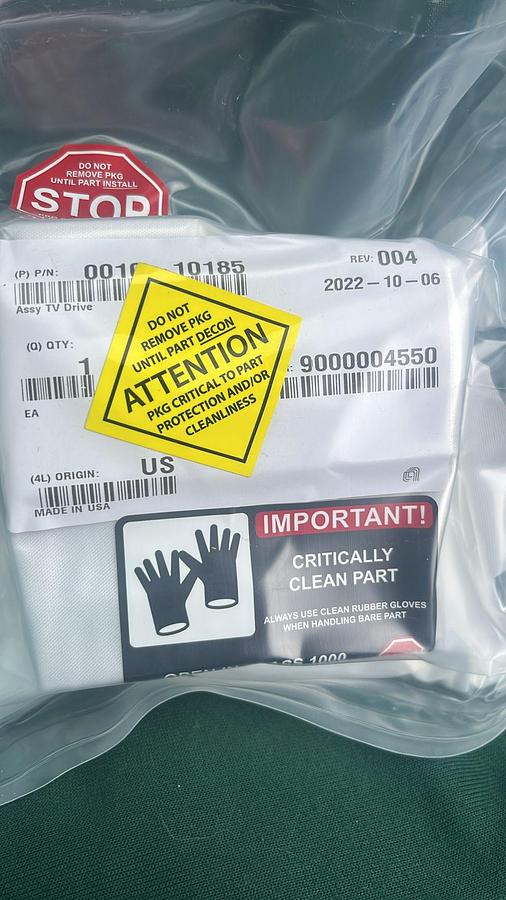 DO NOT
REMOVE PKG
UNTIL PART INSTALL
STOP
(P) P/N:
10185
REV: 004
2022-10-06
Assy TV Drive
(Q) QTY:
1
EA
9000004550
DO NOT
REMOVE PKG
UNTIL PART DECON
ATTENTION
PKG CRITICAL TO PART
PROTECTION AND/OR
CLEANLINESS
(4L) ORIGIN:
US
MADE IN USA
IMPORTANT!
CRITICALLY
CLEAN PART
ALWAYS USE CLEAN RUBBER GLOVES
WHEN HANDLING BARE PART
1000